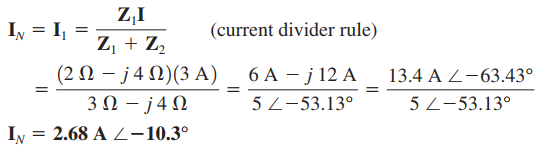 I_N = I_1 = Z_1I / (Z_1 + Z_2) (current divider rule)
= (2 Ω − j 4 Ω)(3 A) / (3 Ω − j 4 Ω) = (6 A − j 12 A) / (5 ∠−53.13°) = (13.4 A ∠−63.43°) / (5 ∠−53.13°)
I_N = 2.68 A ∠−10.3°